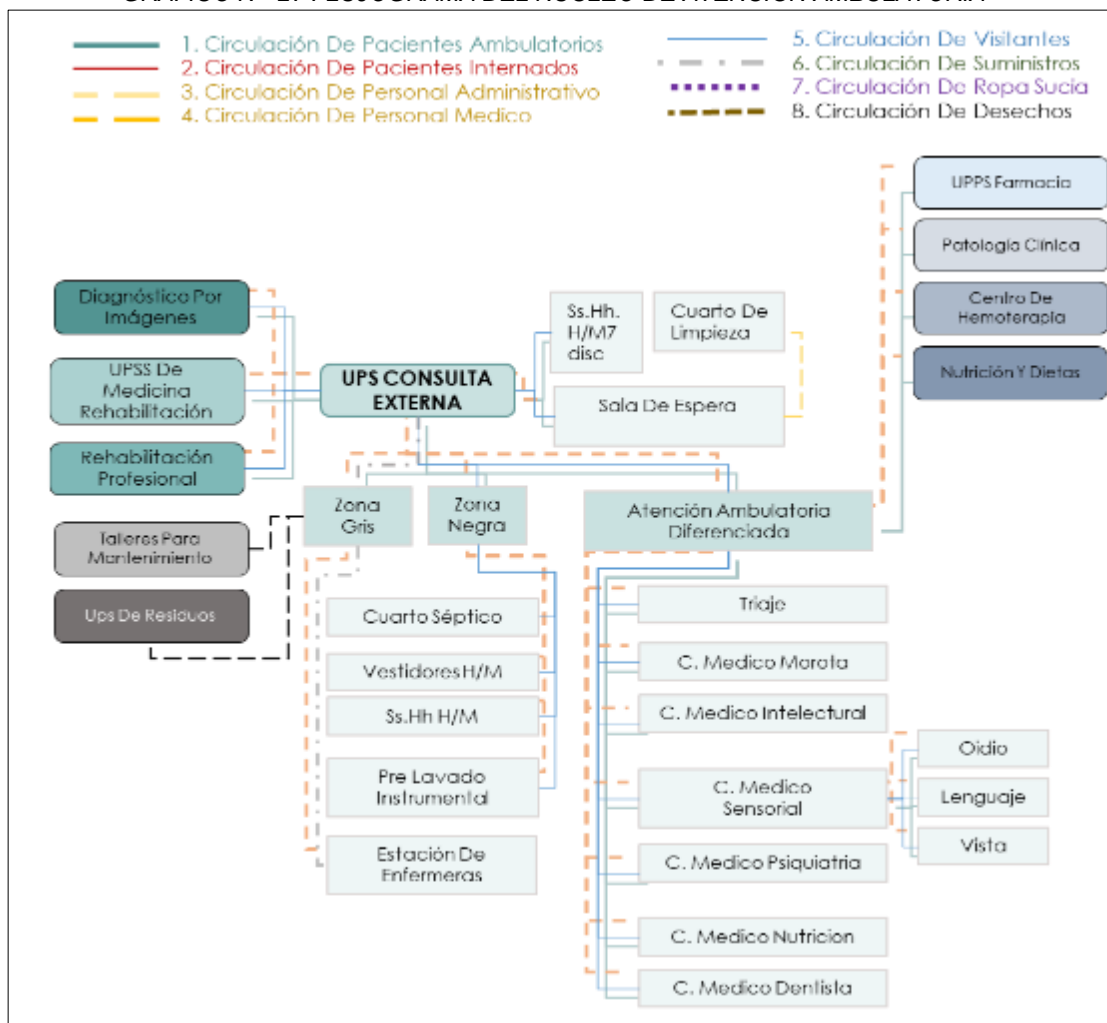 1. Circulación De Pacientes Ambulatorios
2. Circulación De Pacientes Internados
3. Circulación De Personal Administrativo
4. Circulación De Personal Medico
5. Circulación De Visitantes
6. Circulación De Suministros
7. Circulación De Ropa Sucia
8. Circulación De Desechos
UPPS Farmacia
Patología Clínica
Centro De
Hemoterapia
Nutrición Y Dietas
Diagnóstico Por
Imágenes
UPSS De
Medicina
Rehabilitación
Rehabilitación
Profesional
UPS CONSULTA
EXTERNA
Ss.Hh.
H/M7
disc
Cuarto De
Limpieza
Sala De Espera
Zona
Gris
Zona
Negra
Atención Ambulatoria
Diferenciada
Talleres Para
Mantenimiento
Ups De Residuos
Cuarto Séptico
Vestidores H/M
Ss.Hh H/M
Pre Lavado
Instrumental
Estación De
Enfermeras
Triaje
C. Medico Morota
C. Medico Intelectural
C. Medico
Sensorial
C. Medico Psiquiatria
C. Medico Nutricion
C. Medico Dentista
Oidio
Lenguaje
Vista